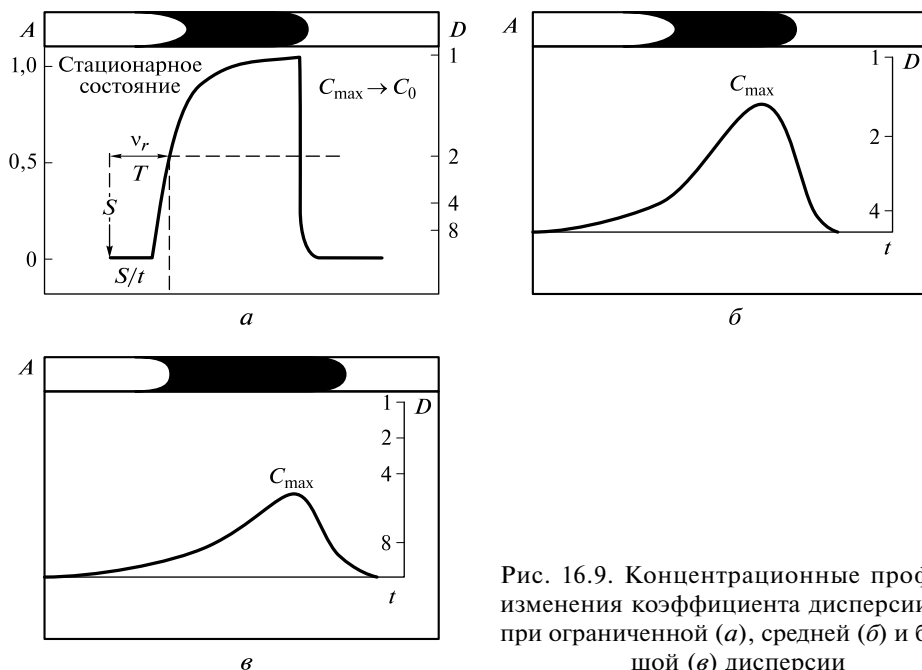 A
D
1,0
Стационарное
состояние
C_max → C_0
1
ν_r
0,5
T
2
S
4
8
0
S/t
а
A
1
D
C_max
2
4
t
б
A
1
D
2
4
C_max
8
t
в
Рис. 16.9. Концентрационные
изменения коэффициента дисперсии
при ограниченной (а), средней (б) и
шой (в) дисперсии